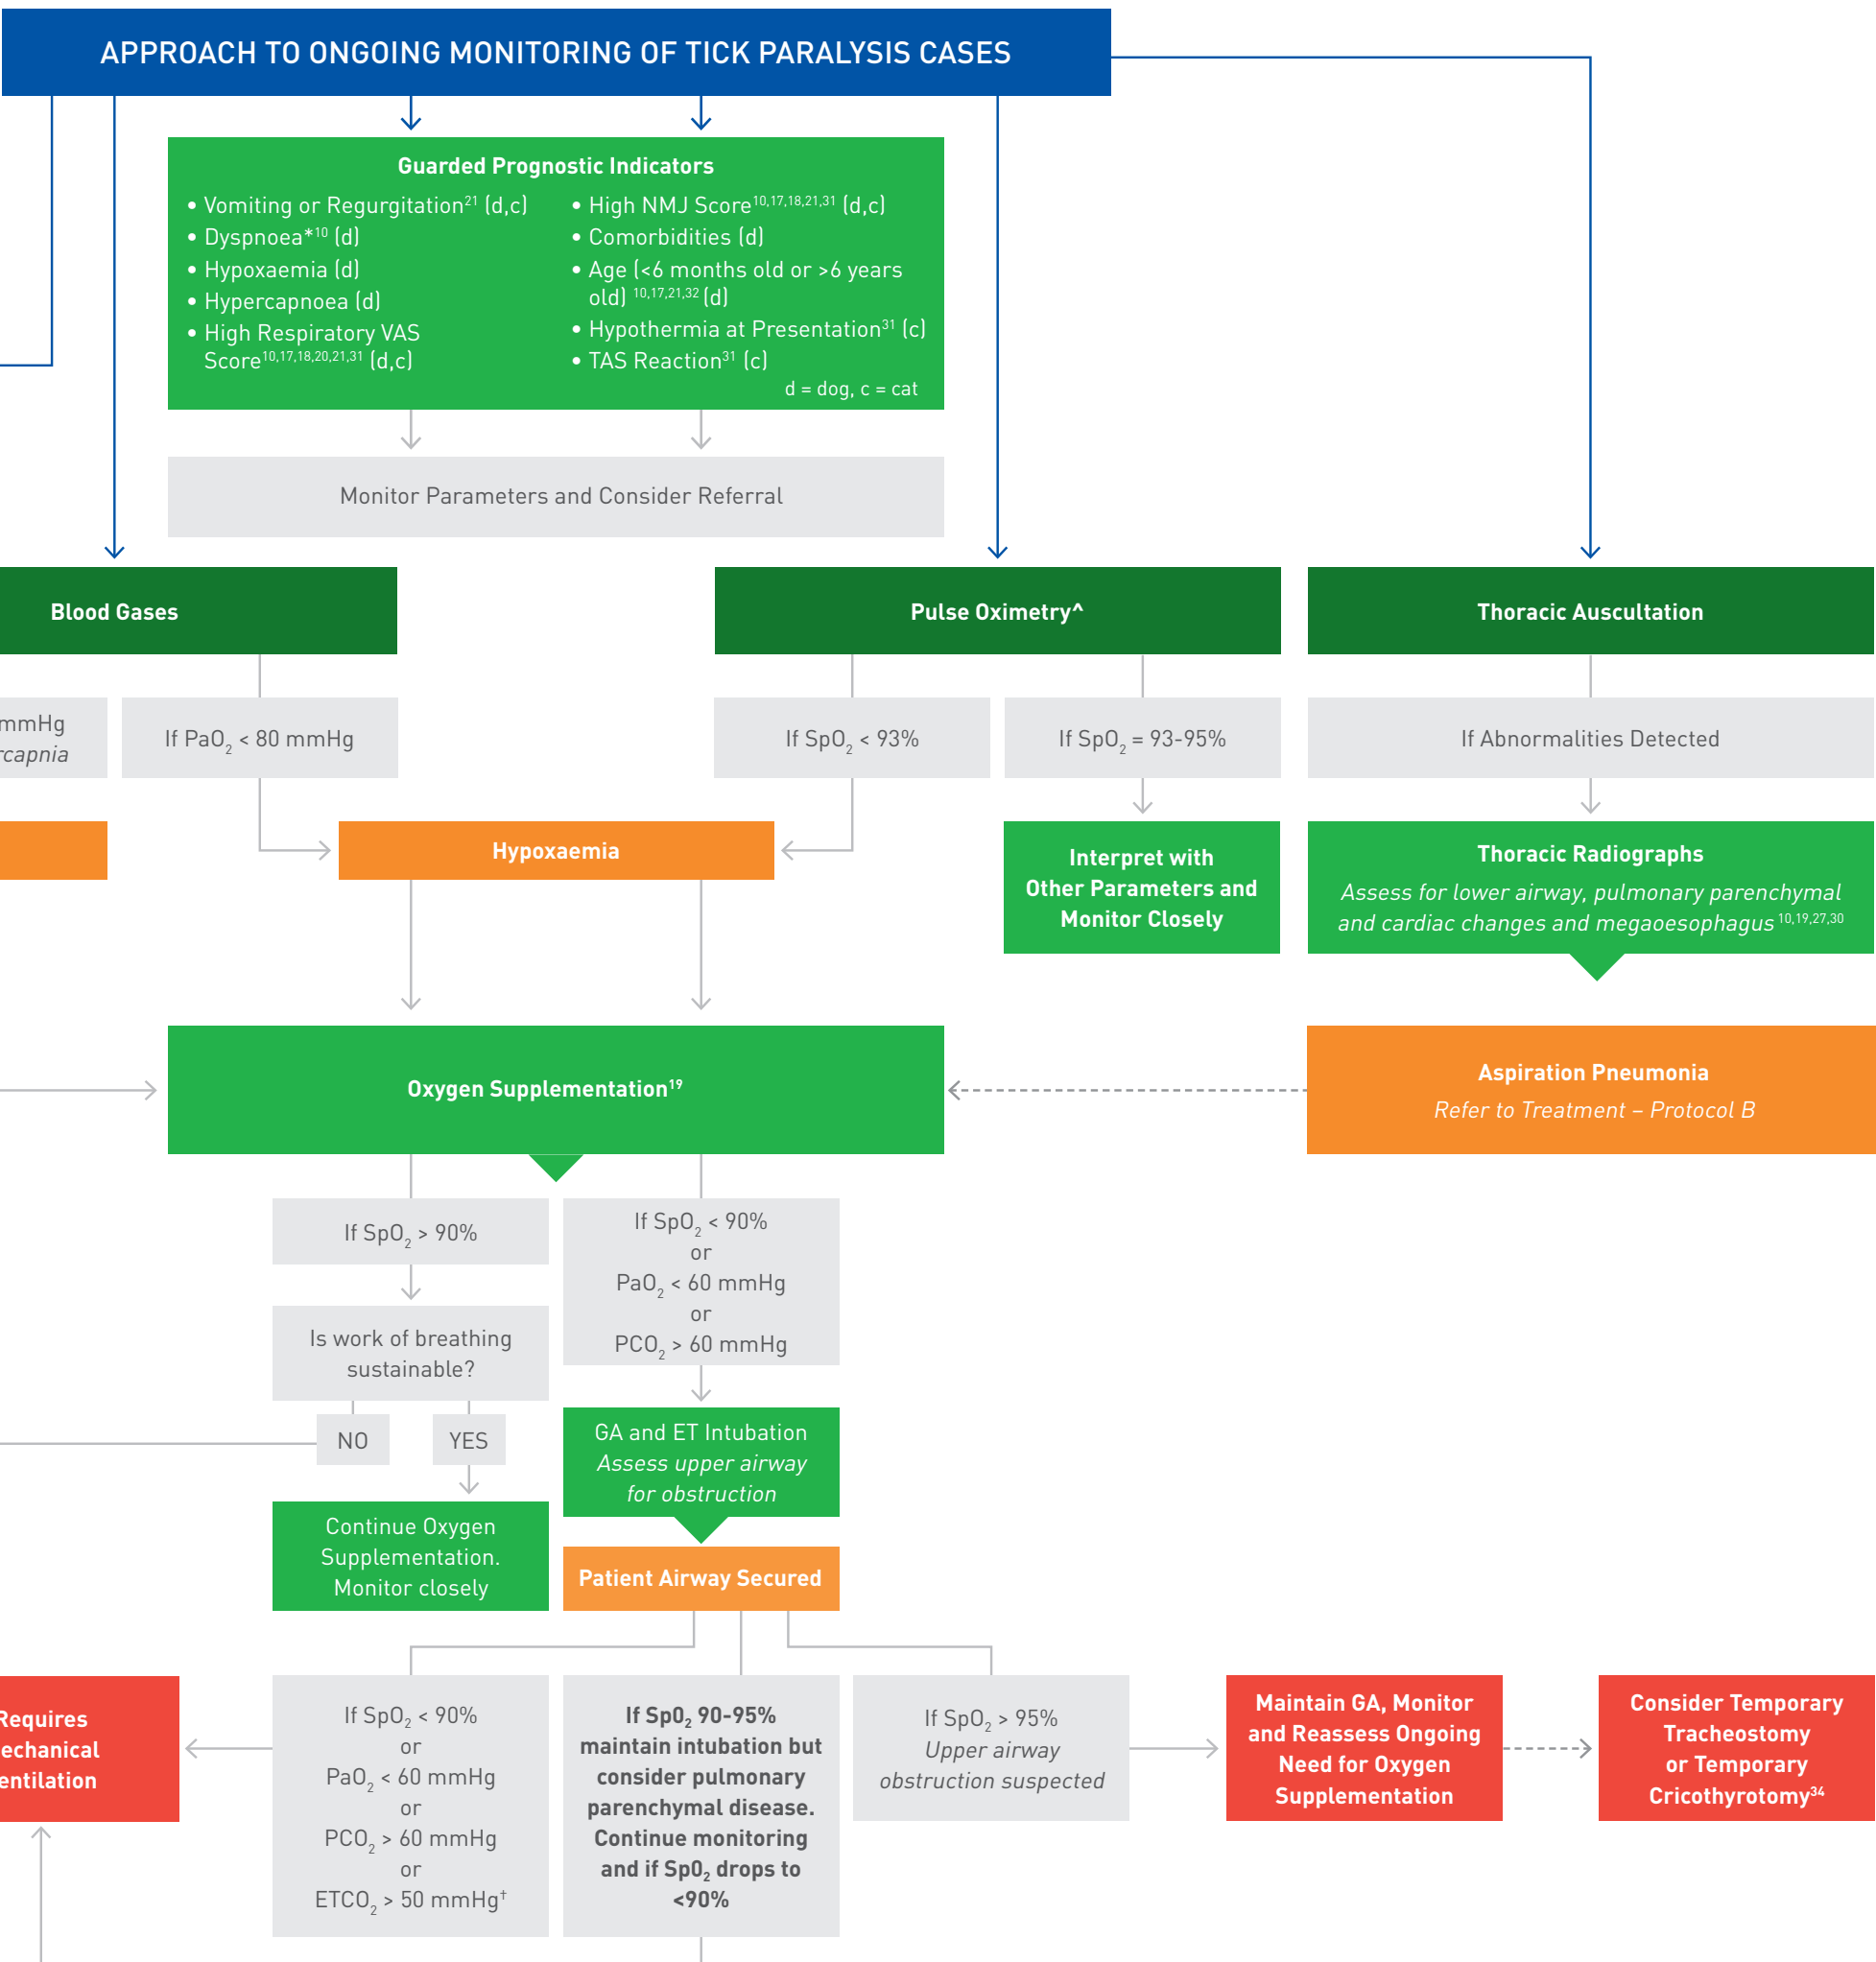 APPROACH TO ONGOING MONITORING OF TICK PARALYSIS CASES
Guarded Prognostic Indicators
• Vomiting or Regurgitation²¹ (d,c)
• Dyspnoea*¹⁰ (d)
• Hypoxaemia (d)
• Hypercapnoea (d)
• High Respiratory VAS
Score¹⁰,¹⁷,¹⁸,²⁰,²¹,³¹ (d,c)
• High NMJ Score¹⁰,¹⁷,¹⁸,²¹,³¹ (d,c)
• Comorbidities (d)
• Age (<6 months old or >6 years
old) ¹⁰,¹⁷,²¹,³² (d)
• Hypothermia at Presentation³¹ (c)
• TAS Reaction³¹ (c)
d = dog, c = cat
Monitor Parameters and Consider Referral
Blood Gases
Pulse Oximetry^
Thoracic Auscultation
mmHg
rcapnia
If PaO₂ < 80 mmHg
If SpO₂ < 93%
If SpO₂ = 93-95%
If Abnormalities Detected
Hypoxaemia
Interpret with
Other Parameters and
Monitor Closely
Thoracic Radiographs
Assess for lower airway, pulmonary parenchymal
and cardiac changes and megaoesophagus ¹⁰,¹⁹,²⁷,³⁰
Oxygen Supplementation¹⁹
Aspiration Pneumonia
Refer to Treatment – Protocol B
If SpO₂ > 90%
Is work of breathing
sustainable?
NO
YES
Continue Oxygen
Supplementation.
Monitor closely
If SpO₂ < 90%
or
PaO₂ < 60 mmHg
or
PCO₂ > 60 mmHg
GA and ET Intubation
Assess upper airway
for obstruction
Patient Airway Secured
Requires
echanical
entilation
If SpO₂ < 90%
or
PaO₂ < 60 mmHg
or
PCO₂ > 60 mmHg
or
ETCO₂ > 50 mmHg†
If Sp0₂ 90-95%
maintain intubation but
consider pulmonary
parenchymal disease.
Continue monitoring
and if Sp0₂ drops to
<90%
If SpO₂ > 95%
Upper airway
obstruction suspected
Maintain GA, Monitor
and Reassess Ongoing
Need for Oxygen
Supplementation
Consider Temporary
Tracheostomy
or Temporary
Cricothyrotomy³⁴